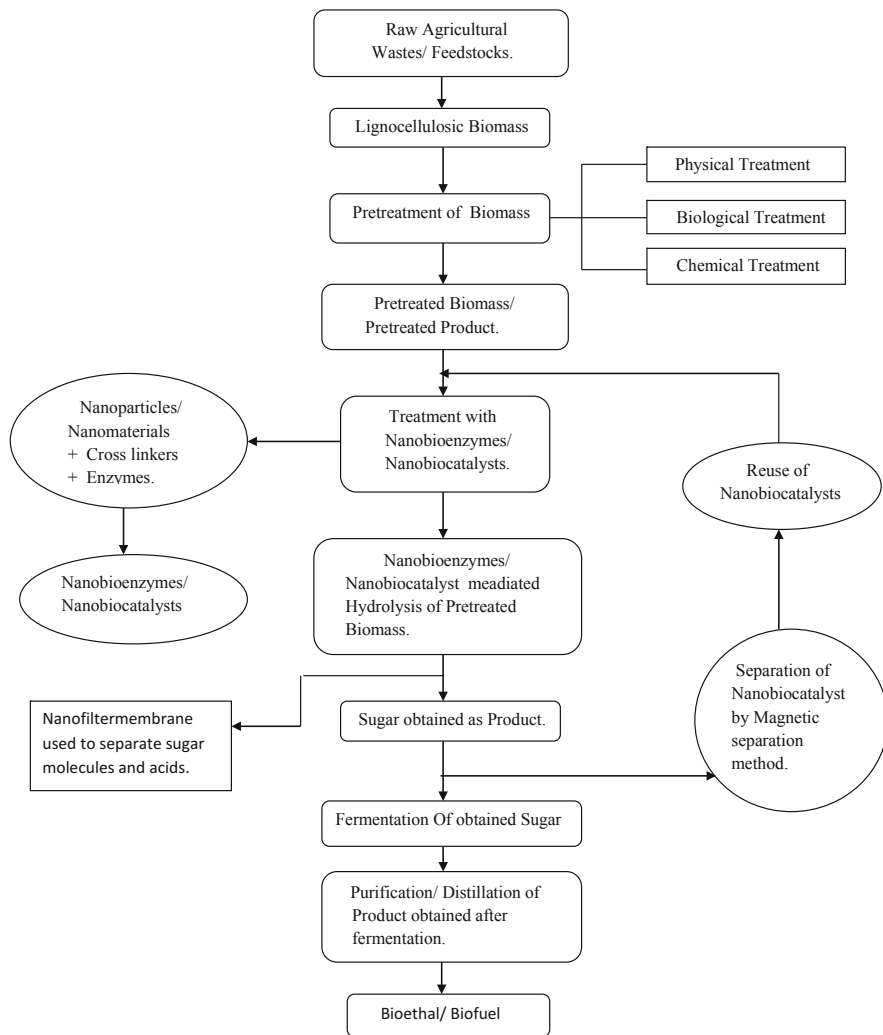 Raw Agricultural
Wastes/ Feedstocks.
Lignocellulosic Biomass
Pretreatment of Biomass
Physical Treatment
Biological Treatment
Chemical Treatment
Pretreated Biomass/
Pretreated Product.
Treatment with
Nanobioenzymes/
Nanobiocatalysts.
Nanoparticles/
Nanomaterials
+ Cross linkers
+ Enzymes.
Nanobioenzymes/
Nanobiocatalysts
Reuse of
Nanobiocatalysts
Nanobioenzymes/
Nanobiocatalyst meadiated
Hydrolysis of Pretreated
Biomass.
Separation of
Nanobiocatalyst
by Magnetic
separation
method.
Nanofiltermembrane
used to separate sugar
molecules and acids.
Sugar obtained as Product.
Fermentation Of obtained Sugar
Purification/ Distillation of
Product obtained after
fermentation.
Bioethal/ Biofuel